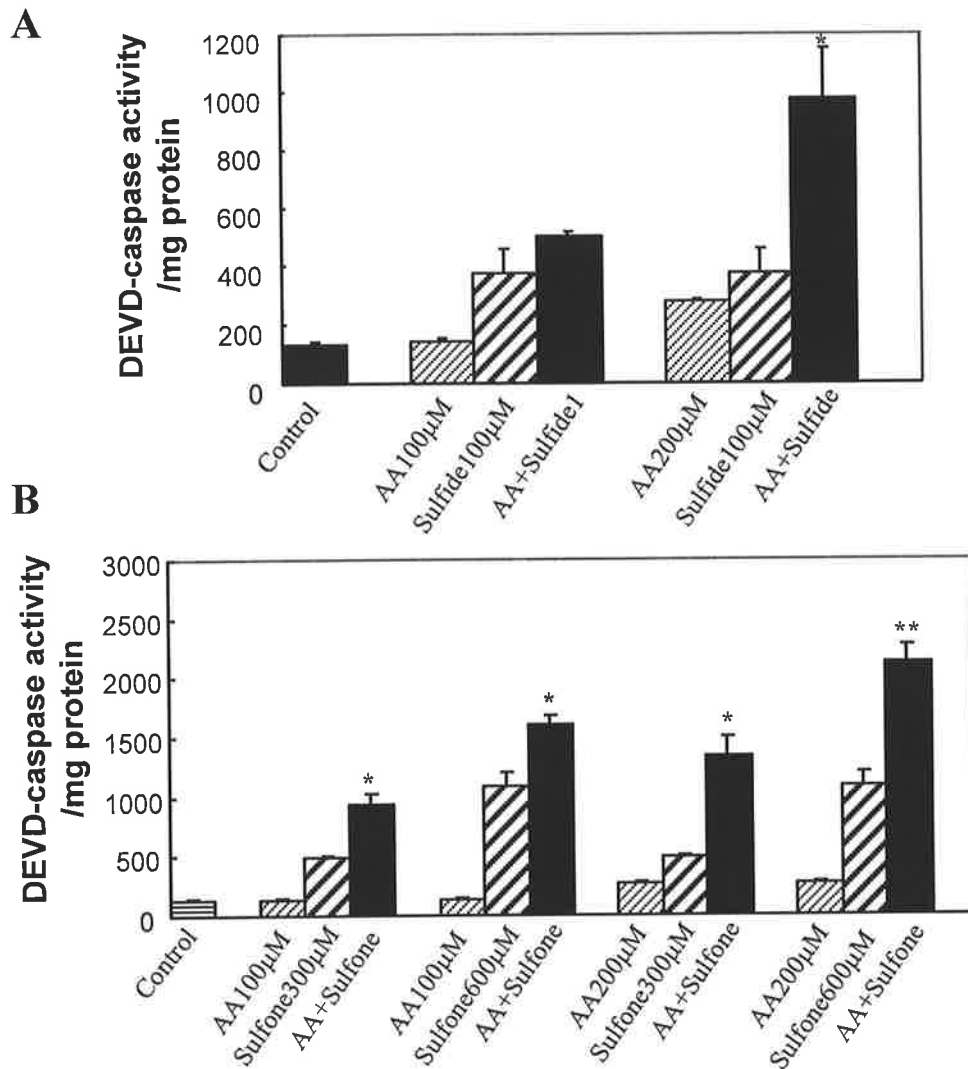 A
DEVD-caspase activity
/mg protein
1200
1000
800
600
400
200
0
*
Control
AA100µM
Sulfide100µM
AA+Sulfide1
AA200µM
Sulfide100µM
AA+Sulfide
B
DEVD-caspase activity
/mg protein
3000
2500
2000
1500
1000
500
0
*
*
*
**
Control
AA100µM
Sulfone300µM
AA+Sulfone
AA100µM
Sulfone600µM
AA+Sulfone
AA200µM
Sulfone300µM
AA+Sulfone
AA200µM
Sulfone600µM
AA+Sulfone